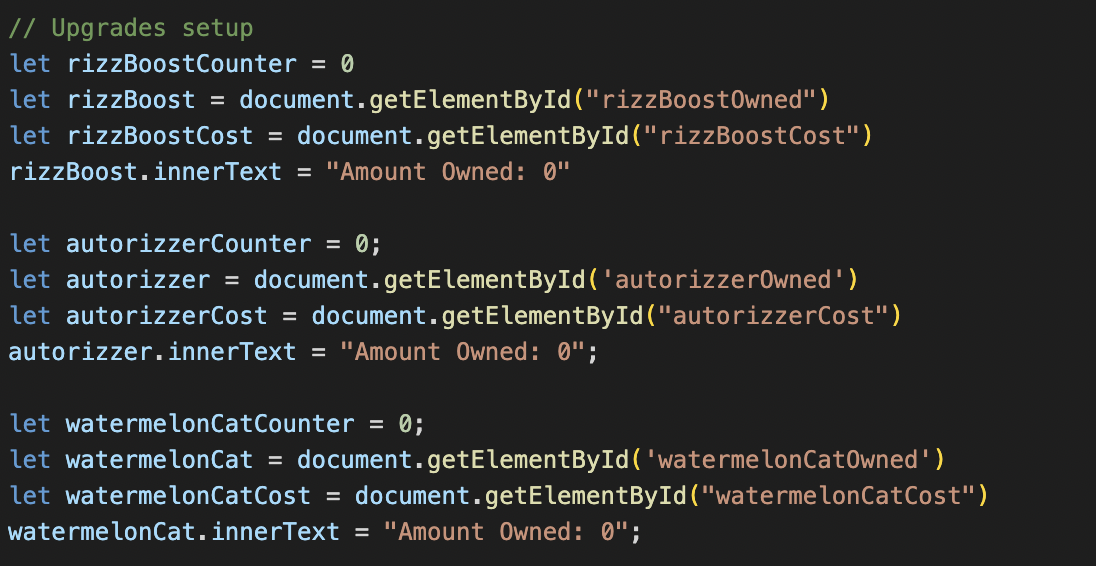 // Upgrades setup
let rizzBoostCounter = 0
let rizzBoost = document.getElementById("rizzBoostOwned")
let rizzBoostCost = document.getElementById("rizzBoostCost")
rizzBoost.innerText = "Amount Owned: 0"
let autorizzerCounter = 0;
let autorizzer = document.getElementById('autorizzerOwned')
let autorizzerCost = document.getElementById("autorizzerCost")
autorizzer.innerText = "Amount Owned: 0";
let watermelonCatCounter = 0;
let watermelonCat = document.getElementById('watermelonCatOwned')
let watermelonCatCost = document.getElementById("watermelonCatCost")
watermelonCat.innerText = "Amount Owned: 0";